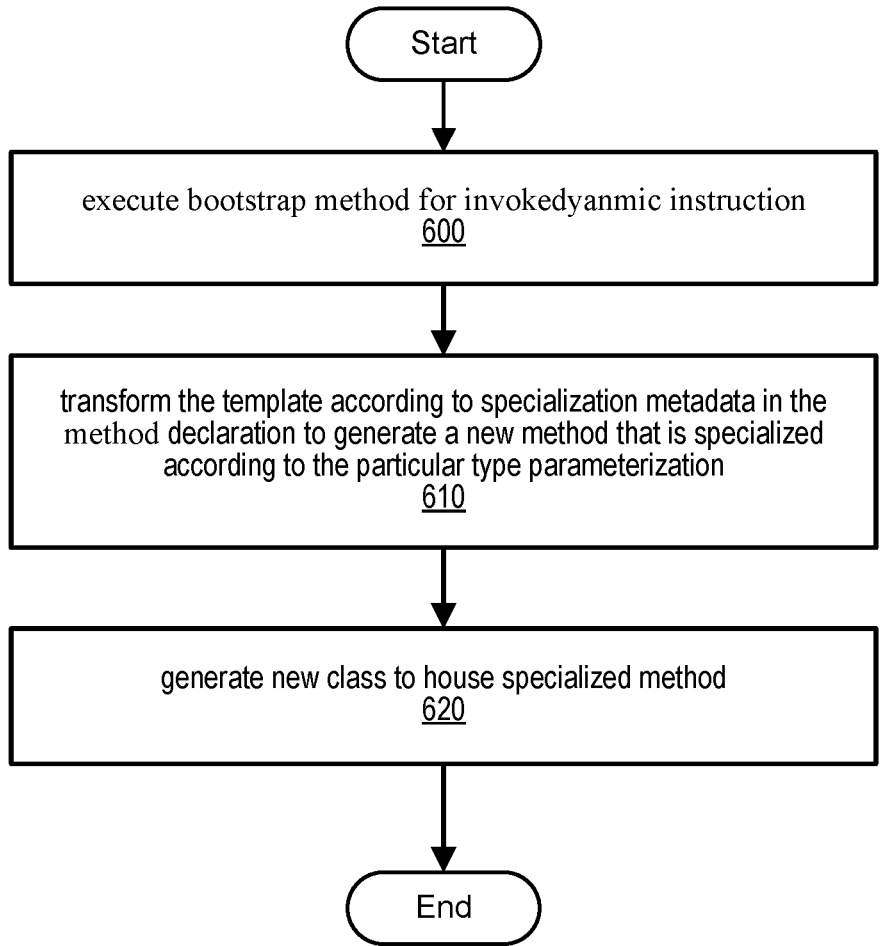 Start
execute bootstrap method for invokedyanmic instruction
600
transform the template according to specialization metadata in the
method declaration to generate a new method that is specialized
according to the particular type parameterization
610
generate new class to house specialized method
620
End